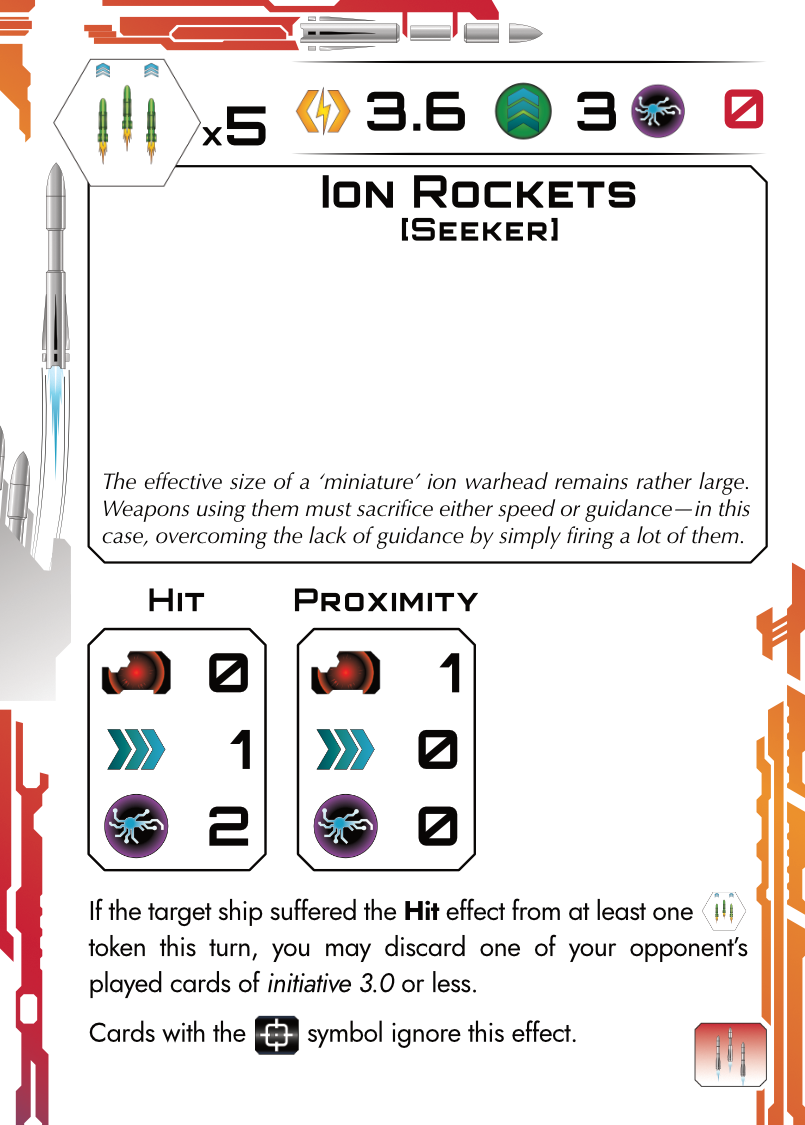 x5 3.6 3 0
Ion Rockets
[Seeker]
The effective size of a ‘miniature’ ion warhead remains rather large.
Weapons using them must sacrifice either speed or guidance—in this
case, overcoming the lack of guidance by simply firing a lot of them.
Hit
0
1
2
Proximity
1
0
0
If the target ship suffered the Hit effect from at least one
token this turn, you may discard one of your opponent’s
played cards of initiative 3.0 or less.
Cards with the symbol ignore this effect.